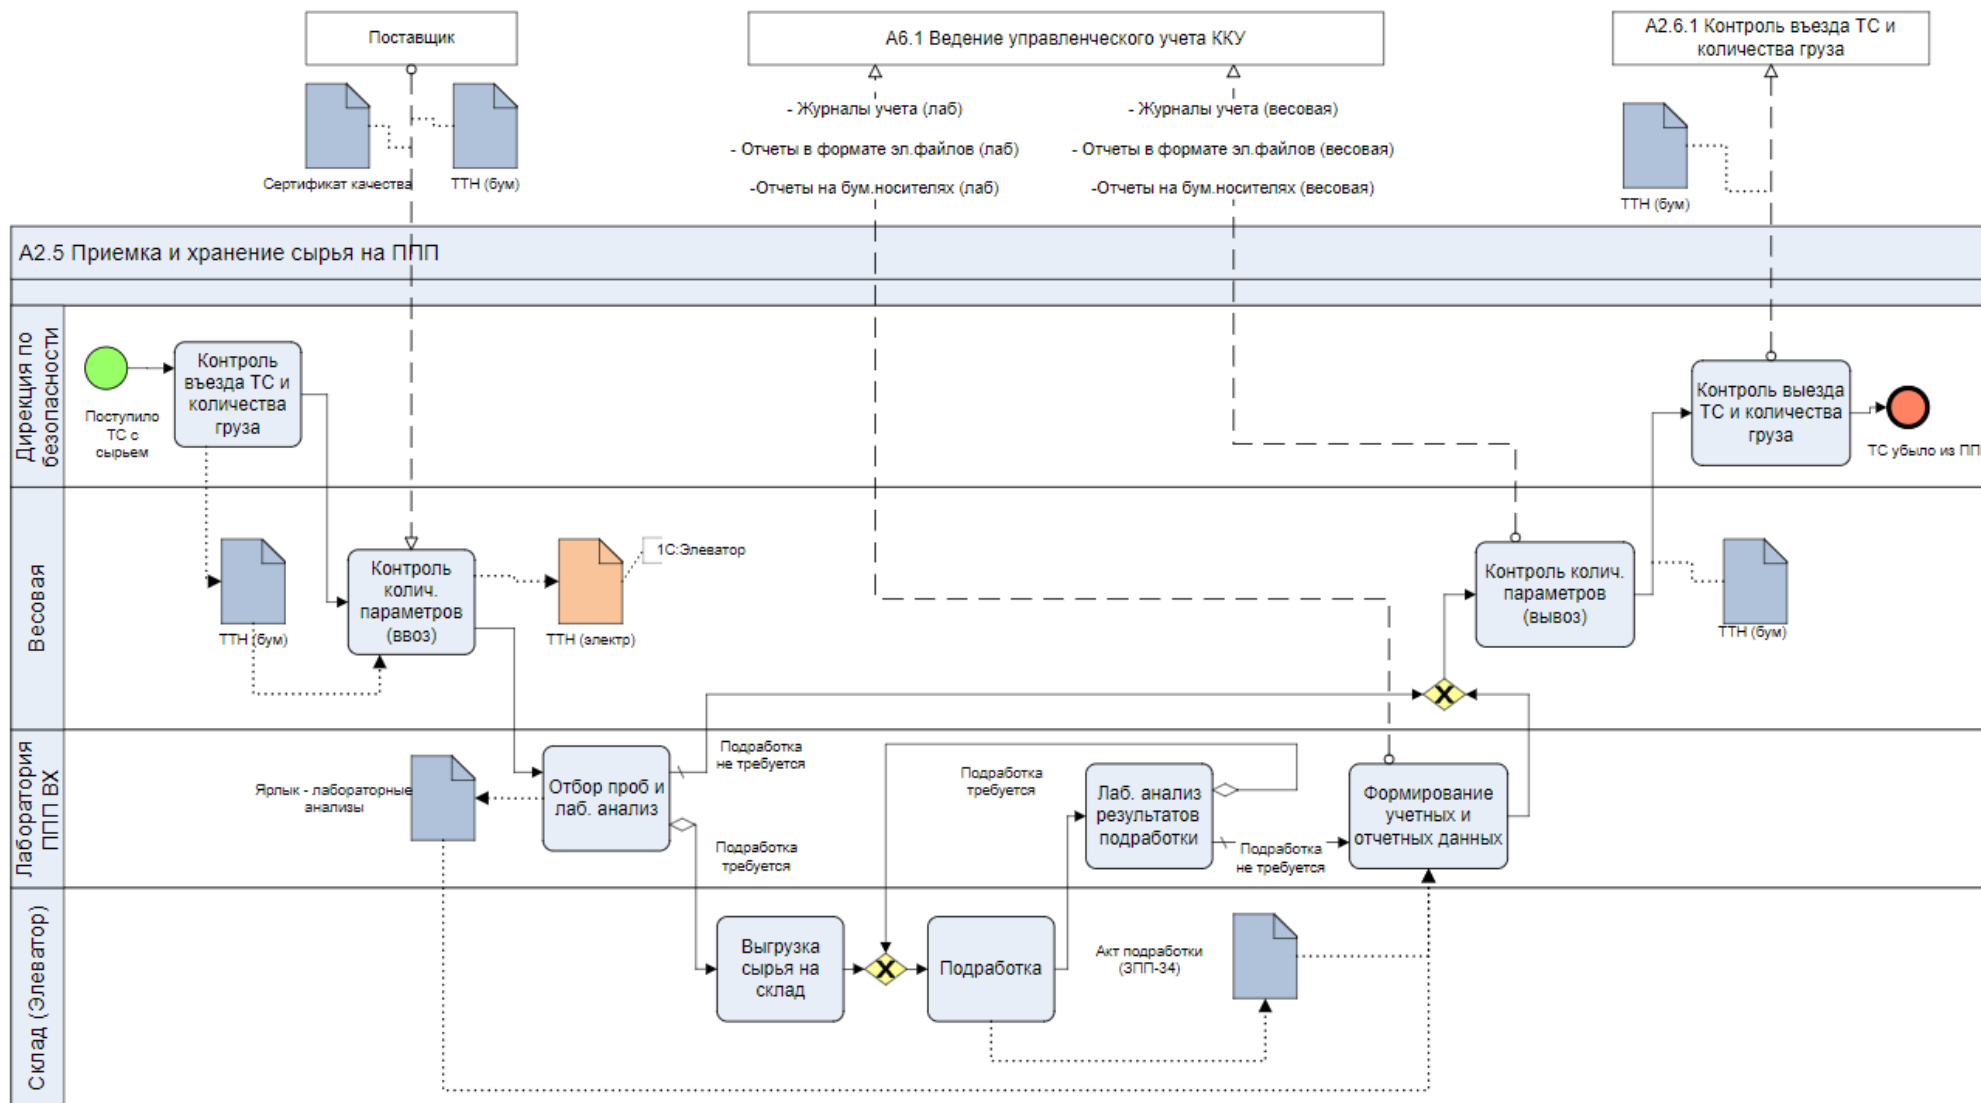 Поставщик
А6.1 Ведение управленческого учета ККУ
А2.6.1 Контроль въезда ТС и
количества груза
Сертификат качества
ТТН (бум)
- Журналы учета (лаб)
- Отчеты в формате эл.файлов (лаб)
-Отчеты на бум.носителях (лаб)
- Журналы учета (весовая)
- Отчеты в формате эл.файлов (весовая)
-Отчеты на бум.носителях (весовая)
ТТН (бум)
А2.5 Приемка и хранение сырья на ППП
Дирекция по
безопасности
Поступило
ТС с
сырьем
Контроль
въезда ТС и
количества
груза
Контроль выезда
ТС и количества
груза
ТС убыло из ПП
Весовая
ТТН (бум)
Контроль
колич.
параметров
(ввоз)
ТТН (электр)
1С:Элеватор
Контроль колич.
параметров
(вывоз)
ТТН (бум)
Лаборатория
ППП ВХ
Ярлык - лабораторные
анализы
Отбор проб и
лаб. анализ
Подработка
не требуется
Подработка
требуется
Подработка
требуется
Лаб. анализ
результатов
подработки
Подработка
не требуется
Формирование
учетных и
отчетных данных
Склад (Элеватор)
Выгрузка
сырья на
склад
Подработка
Акт подработки
(ЗПП-34)